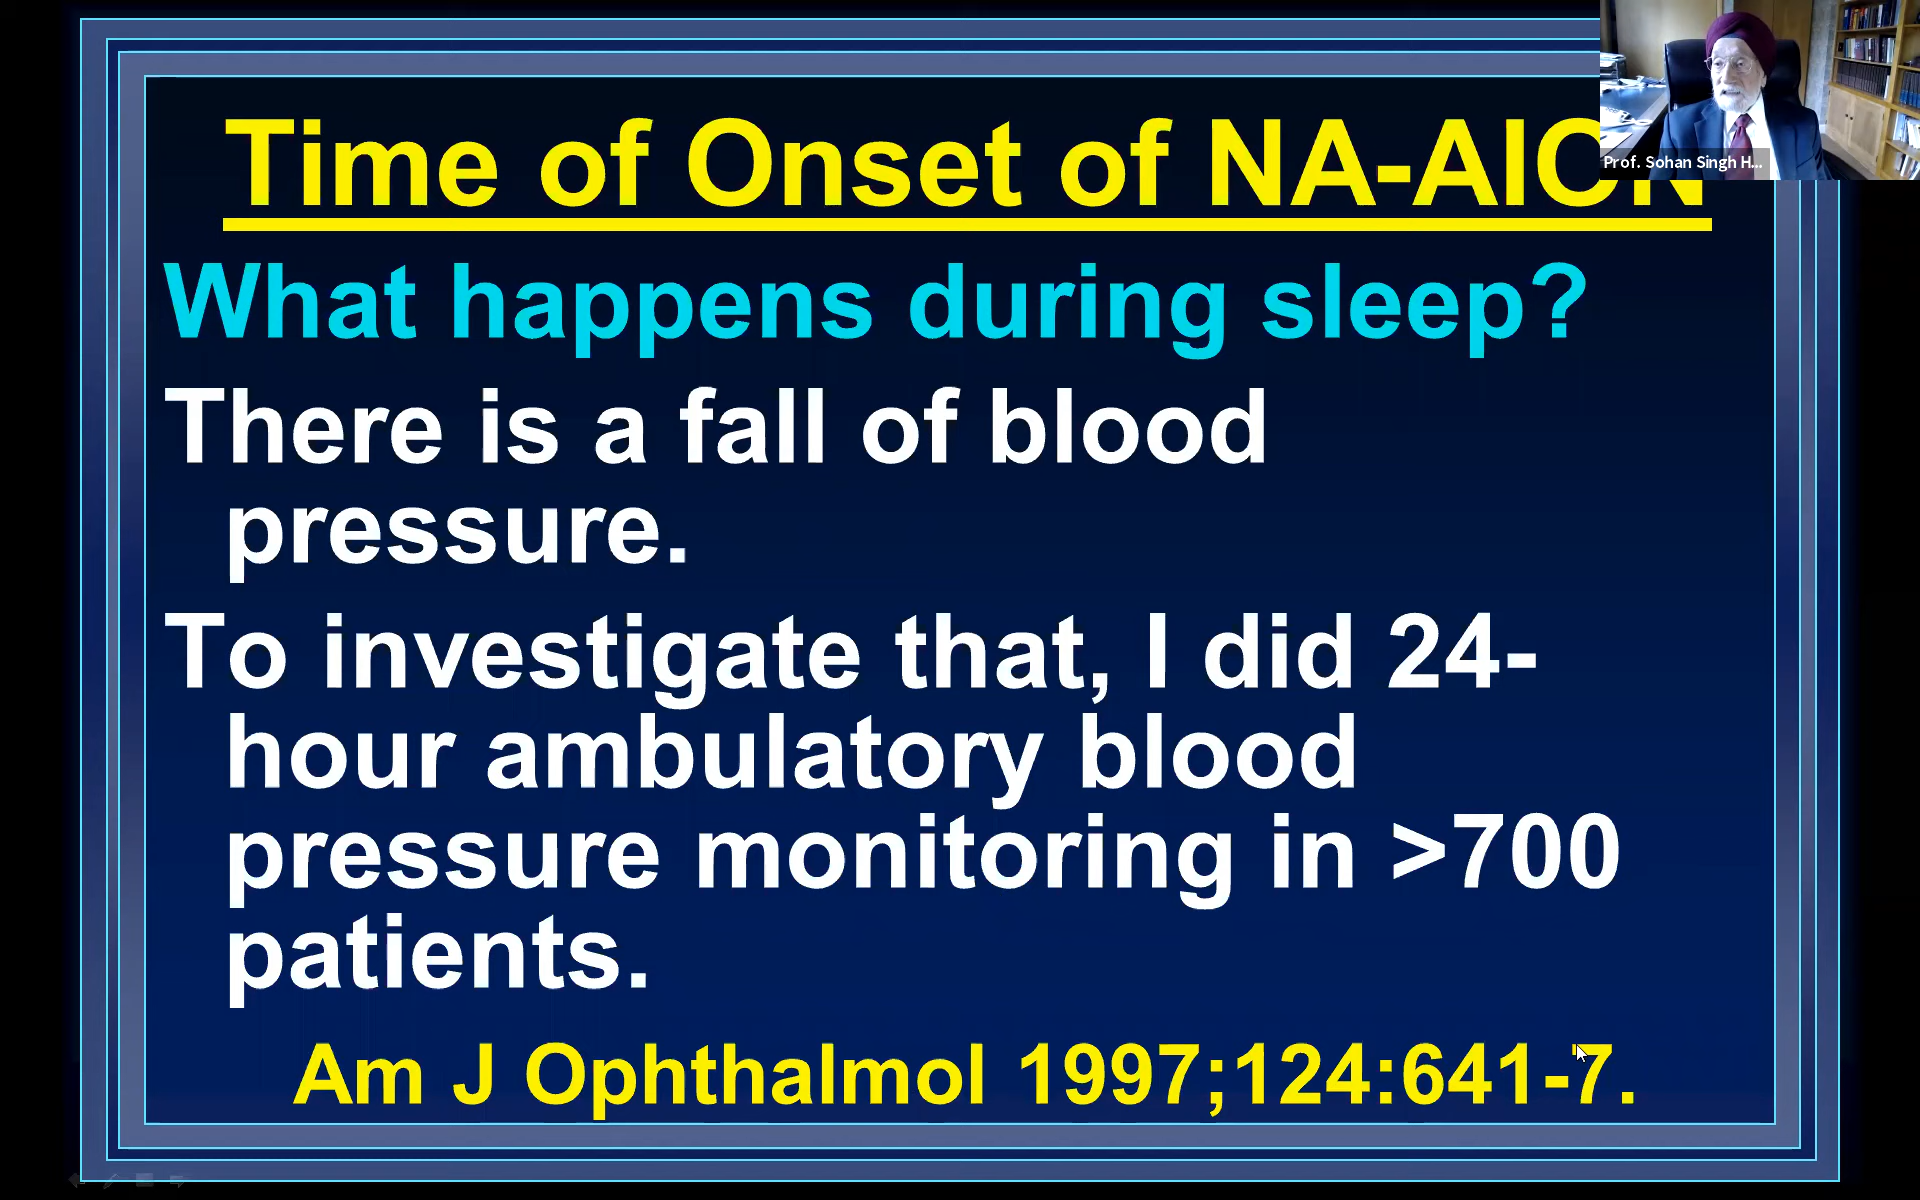 Time of Onset of NA-AION
What happens during sleep?
There is a fall of blood
pressure.
To investigate that, I did 24-
hour ambulatory blood
pressure monitoring in >700
patients.
Am J Ophthalmol 1997;124:641-7.
Prof. Sohan Singh H...